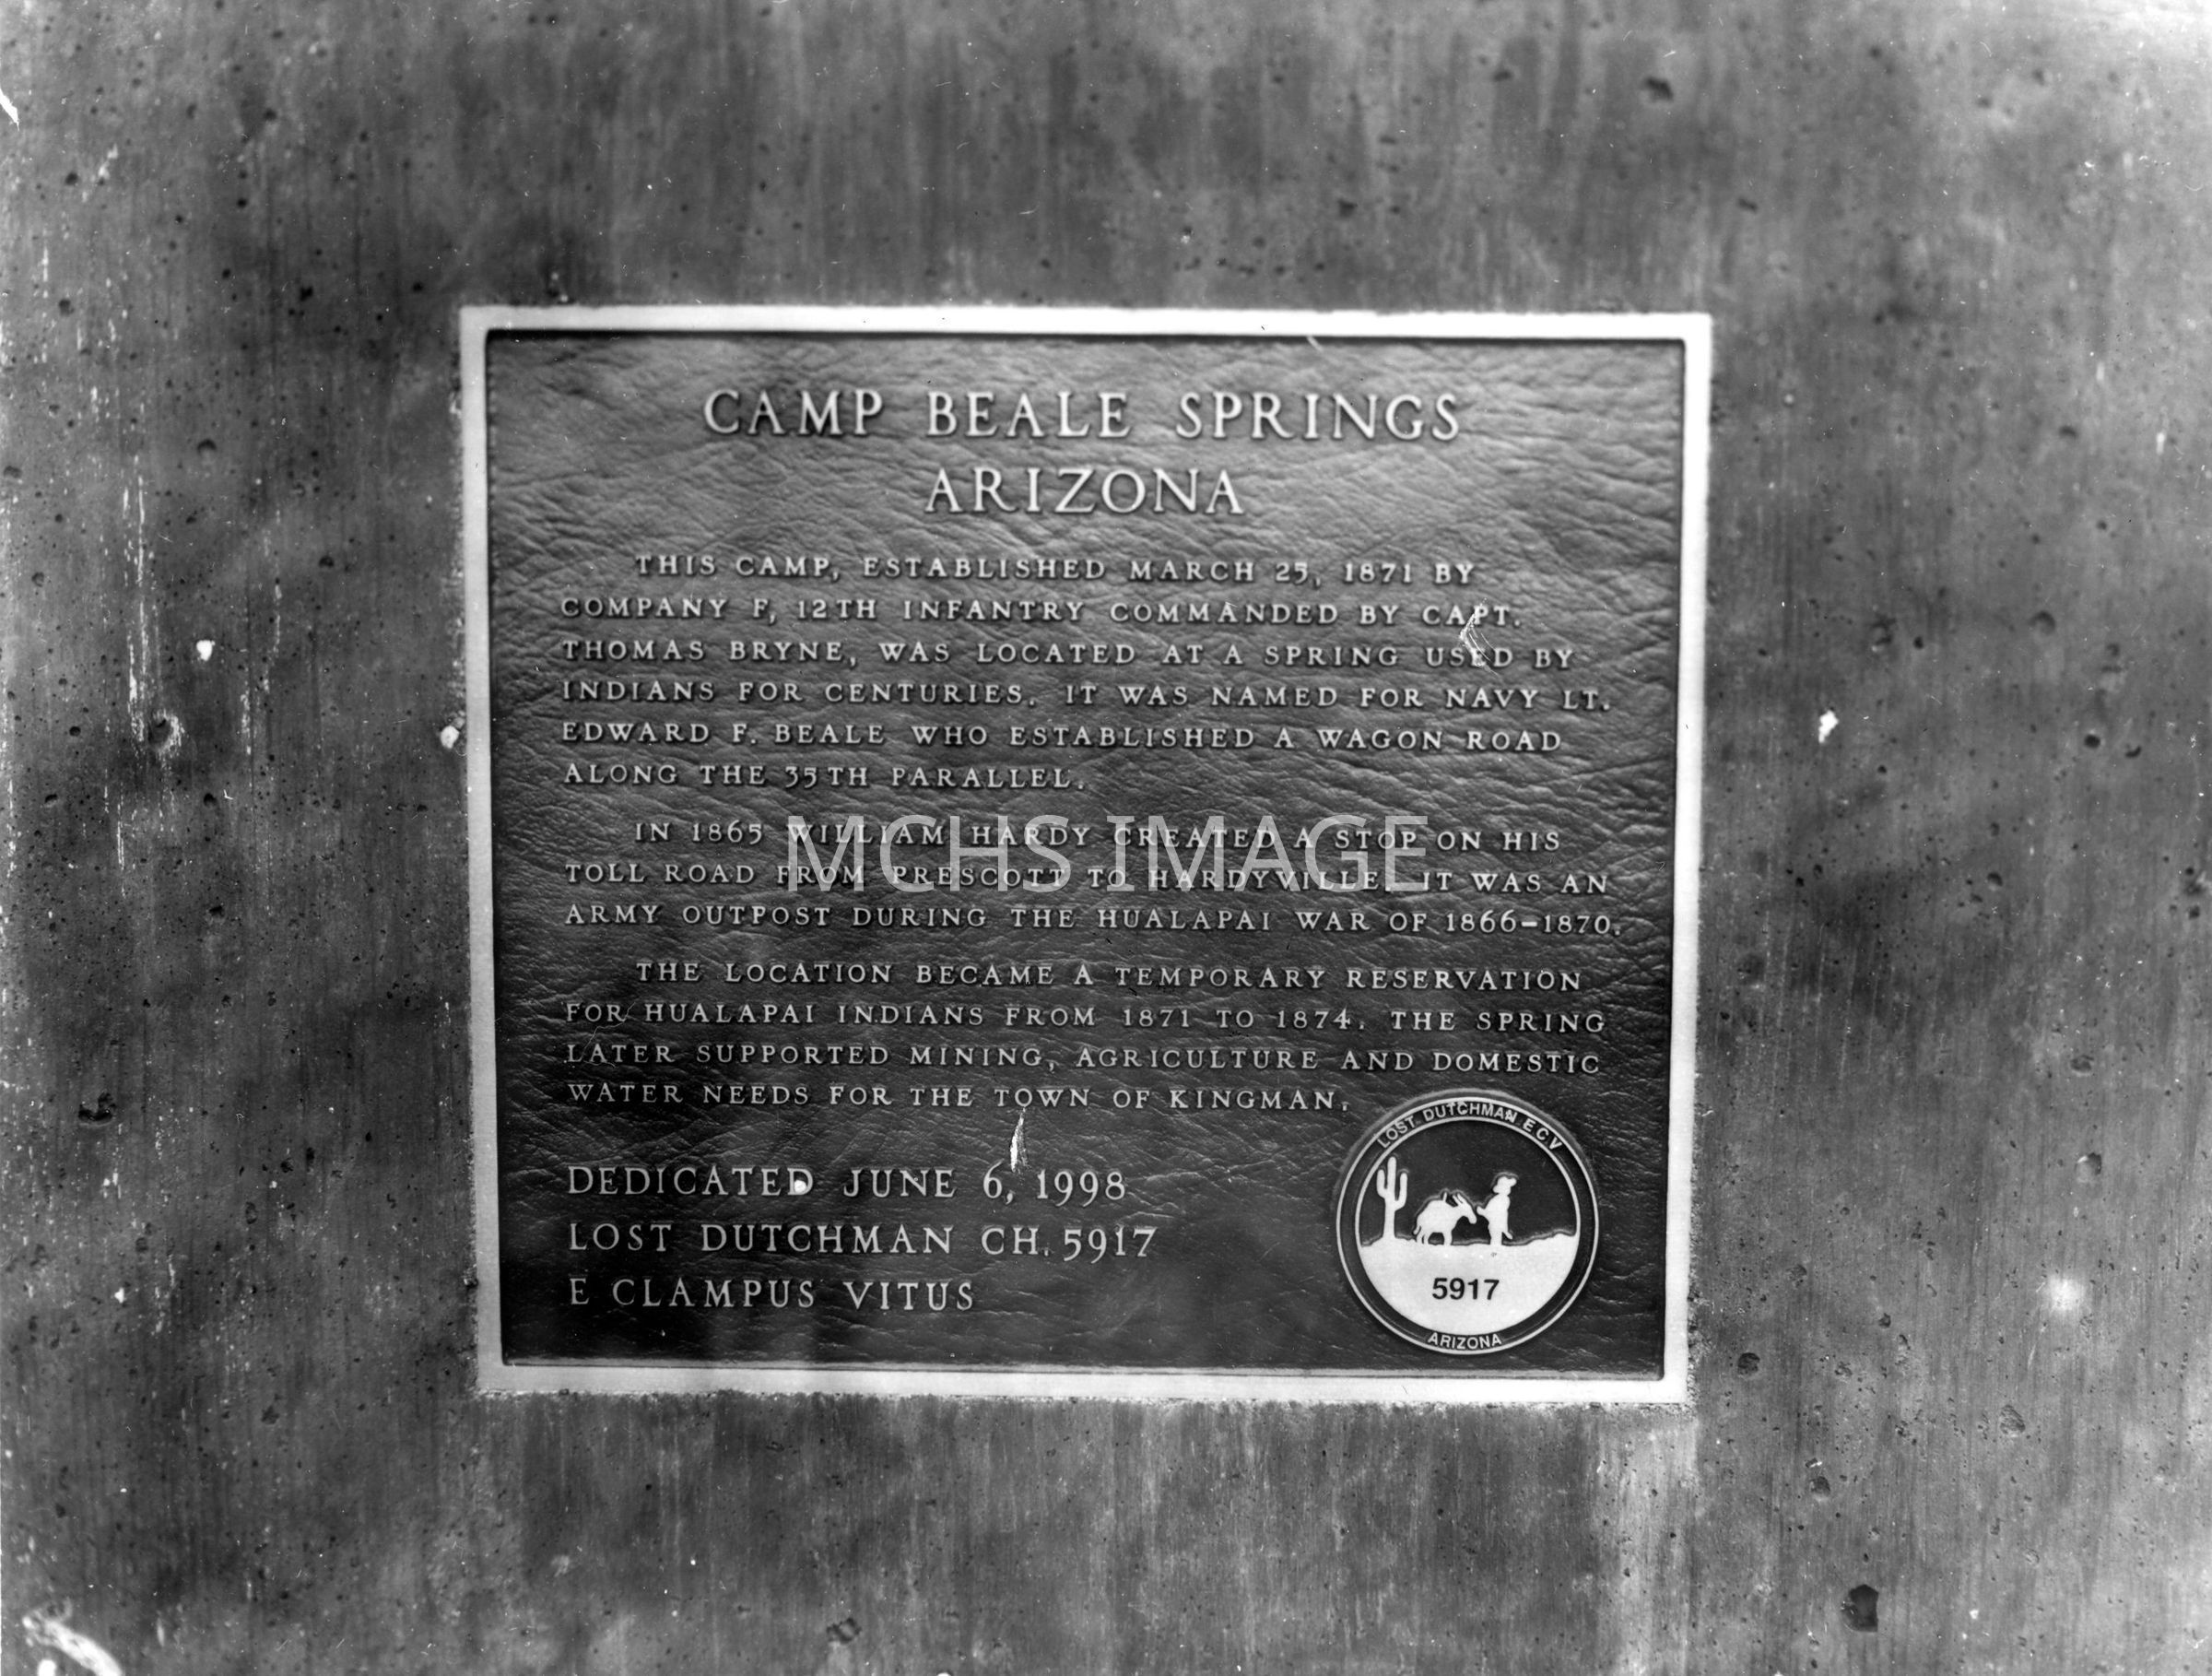 CAMP BEALE SPRINGS
ARIZONA
THIS CAMP, ESTABLISHED MARCH 25, 1871 BY
COMPANY F, 12TH INFANTRY COMMANDED BY CAPT.
THOMAS BRYNE, WAS LOCATED AT A SPRING USED BY
INDIANS FOR CENTURIES. IT WAS NAMED FOR NAVY LT.
EDWARD F. BEALE WHO ESTABLISHED A WAGON ROAD
ALONG THE 35TH PARALLEL.
IN 1865 WILLIAM HARDY CREATED A STOP ON HIS
TOLL ROAD FROM PRESCOTT TO HARDYVILLE. IT WAS AN
ARMY OUTPOST DURING THE HUALAPAI WAR OF 1866-1870.
MCHS IMAGE
THE LOCATION BECAME A TEMPORARY RESERVATION
FOR HUALAPAI INDIANS FROM 1871 TO 1874. THE SPRING
LATER SUPPORTED MINING, AGRICULTURE AND DOMESTIC
WATER NEEDS FOR THE TOWN OF KINGMAN.
DEDICATED JUNE 6, 1998
LOST DUTCHMAN CH. 5917
E CLAMPUS VITUS
LOST DUTCHMAN ECV
5917
ARIZONA